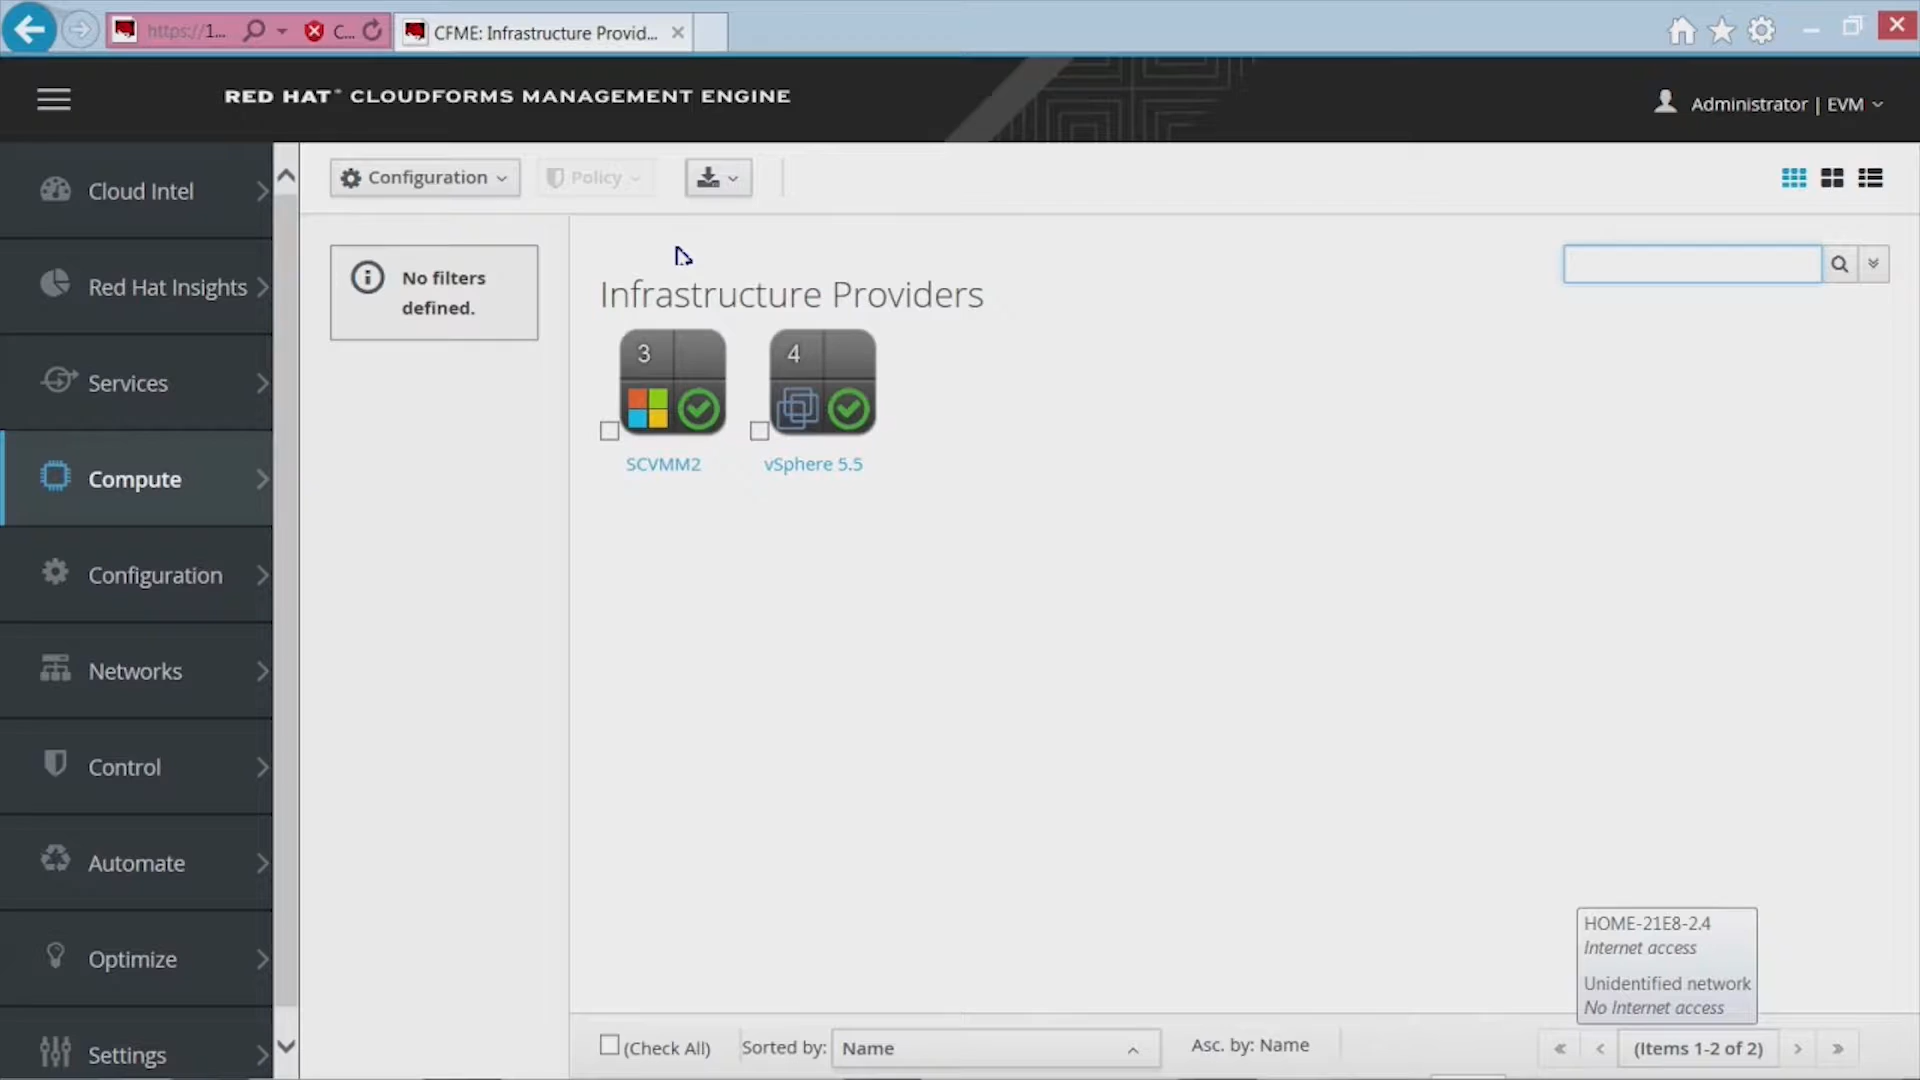 https://1...
C...
CFME: Infrastructure Provid...
RED HAT® CLOUDFORMS MANAGEMENT ENGINE
Administrator | EVM
Cloud Intel
Red Hat Insights
Services
Compute
Configuration
Networks
Control
Automate
Optimize
Settings
Configuration
Policy
No filters
defined.
Infrastructure Providers
3
4
SCVMM2
vSphere 5.5
HOME-21E8-2.4
Internet access
Unidentified network
No Internet access
(Check All)
Sorted by:
Name
Asc. by: Name
(Items 1-2 of 2)